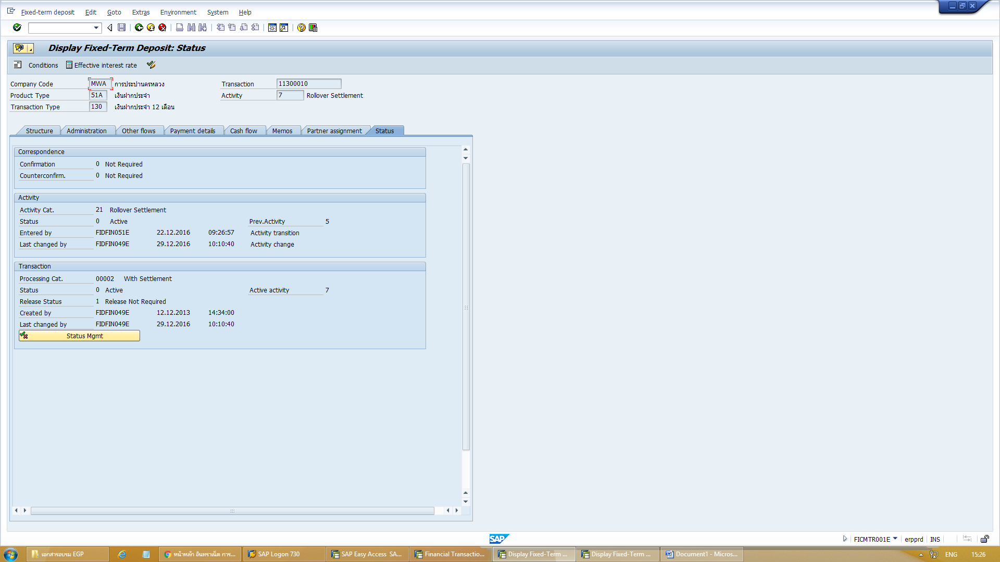 Fixed-term deposit Edit Goto Extras Environment System Help
Display Fixed-Term Deposit: Status
Conditions Effective interest rate
Company Code MWA การประปานครหลวง Transaction 11300010
Product Type 51A เงินฝากประจำ Activity 7 Rollover Settlement
Transaction Type 130 เงินฝากประจำ 12 เดือน
Structure Administration Other flows Payment details Cash flow Memos Partner assignment Status
Correspondence
Confirmation 0 Not Required
Counterconfirm. 0 Not Required
Activity
Activity Cat. 21 Rollover Settlement
Status 0 Active Prev.Activity 5
Entered by FIDFIN051E 22.12.2016 09:26:57 Activity transition
Last changed by FIDFIN049E 29.12.2016 10:10:40 Activity change
Transaction
Processing Cat. 00002 With Settlement
Status 0 Active Active activity 7
Release Status 1 Release Not Required
Created by FIDFIN049E 12.12.2013 14:34:00
Last changed by FIDFIN049E 29.12.2016 10:10:40
Status Mgmt
SAP FICMTR001E erpprd INS
เอกสารอบรม EGP หน้าหลัก อินทราเน็ต การ... SAP Logon 730 SAP Easy Access SA... Financial Transactio... Display Fixed-Term ... Display Fixed-Term ... Document1 - Micros... ENG 15:26